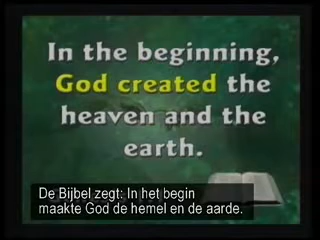 In the beginning,
God created the
heaven and the
earth.
De Bijbel zegt: In het begin
maakte God de hemel en de aarde.